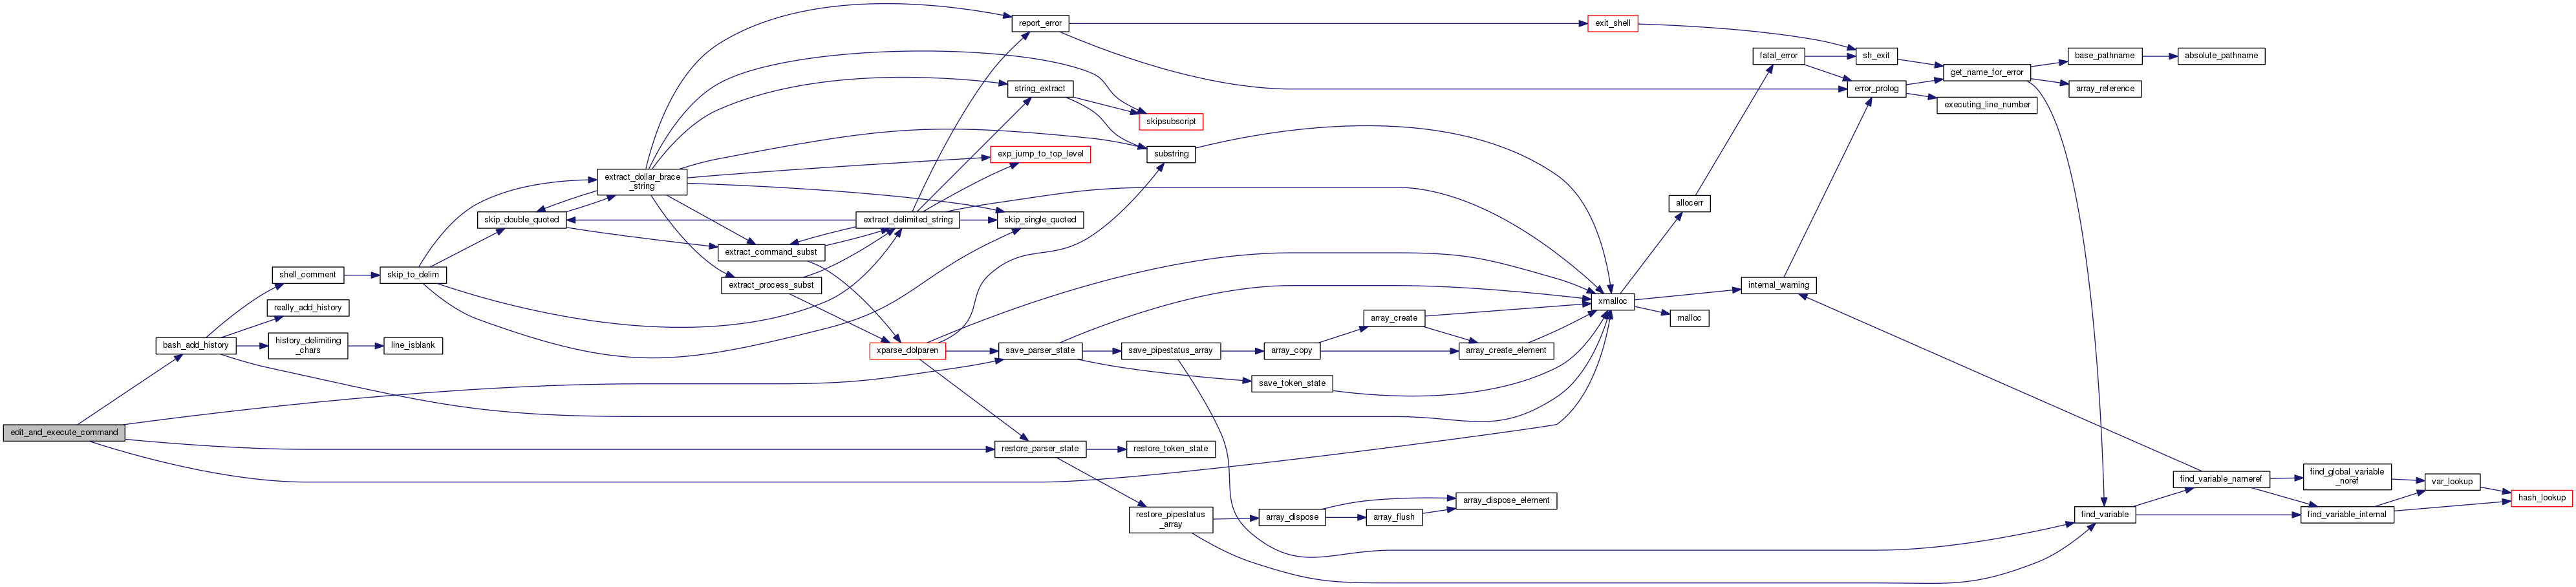 edit_and_execute_command
bash_add_history
shell_comment
really_add_history
history_delimiting
_chars
skip_to_delim
line_isblank
skip_double_quoted
extract_dollar_brace
_string
extract_command_subst
extract_process_subst
extract_delimited_string
xparse_dolparen
report_error
string_extract
exp_jump_to_top_level
skip_single_quoted
save_parser_state
restore_parser_state
skipsubscript
substring
save_pipestatus_array
restore_token_state
restore_pipestatus
_array
array_copy
save_token_state
array_dispose
array_create
array_flush
array_create_element
array_dispose_element
exit_shell
xmalloc
allocerr
malloc
fatal_error
internal_warning
sh_exit
error_prolog
get_name_for_error
executing_line_number
base_pathname
array_reference
find_variable
absolute_pathname
find_variable_nameref
find_global_variable
_noref
find_variable_internal
var_lookup
hash_lookup